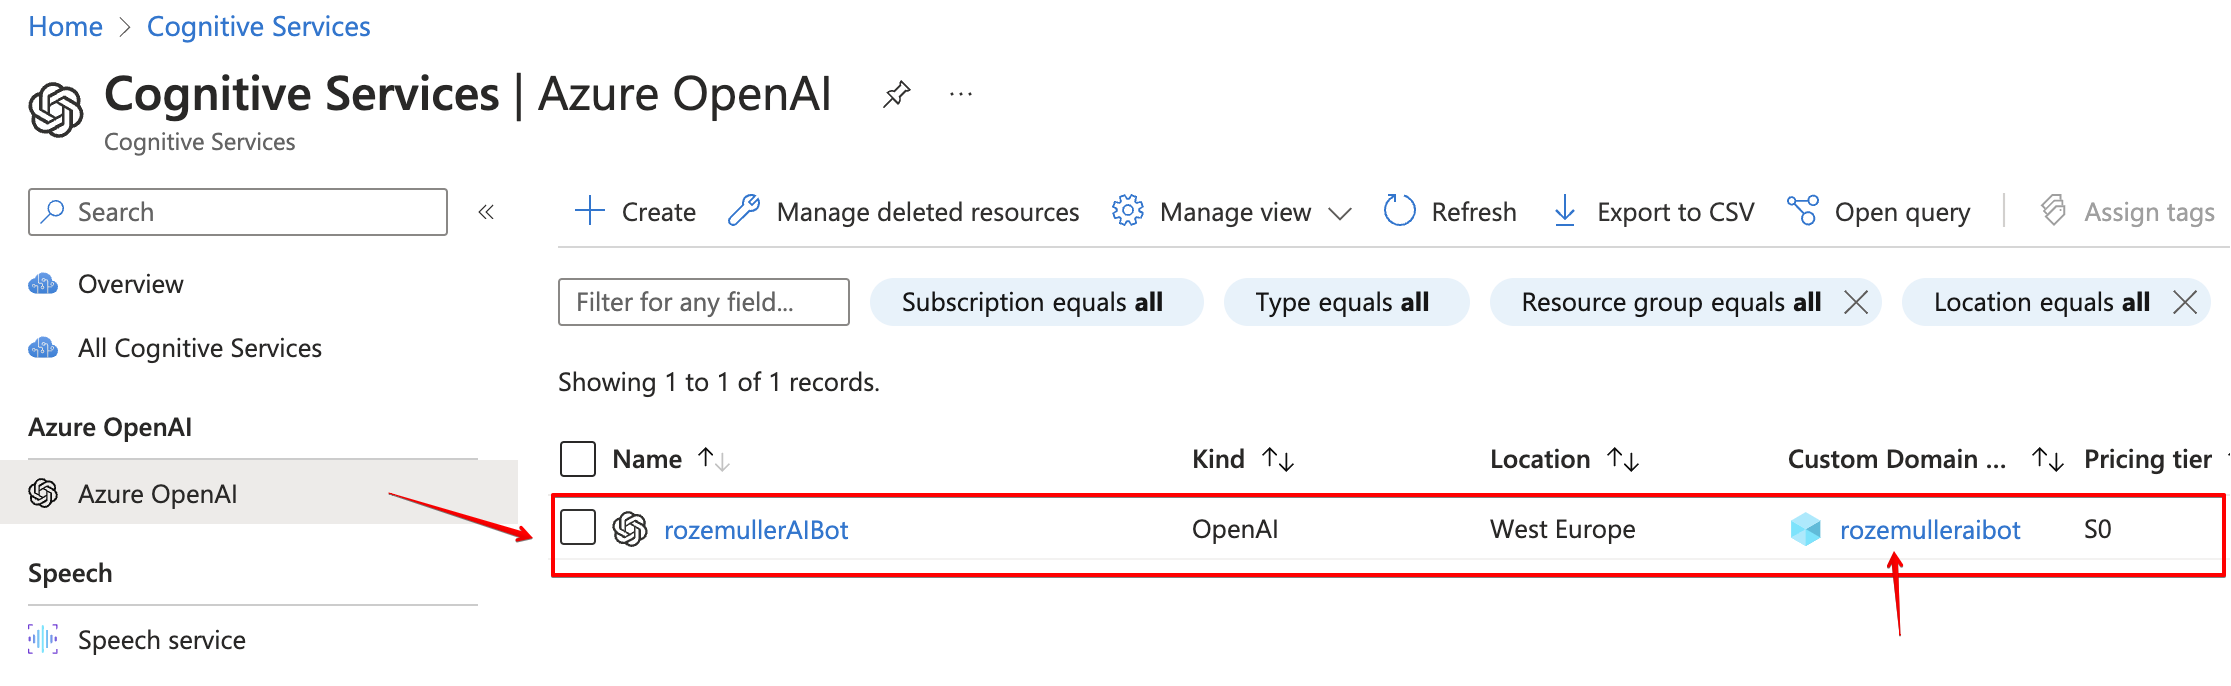 Home > Cognitive Services
Cognitive Services | Azure OpenAI ...
Cognitive Services
Search «
Create Manage deleted resources Manage view Refresh Export to CSV Open query Assign tags
Overview
All Cognitive Services
Azure OpenAI
Azure OpenAI
Speech
Speech service
Filter for any field... Subscription equals all Type equals all Resource group equals all Location equals all
Showing 1 to 1 of 1 records.
Name Kind Location Custom Domain ... Pricing tier
rozemullerAIBot OpenAI West Europe rozemulleraibot S0